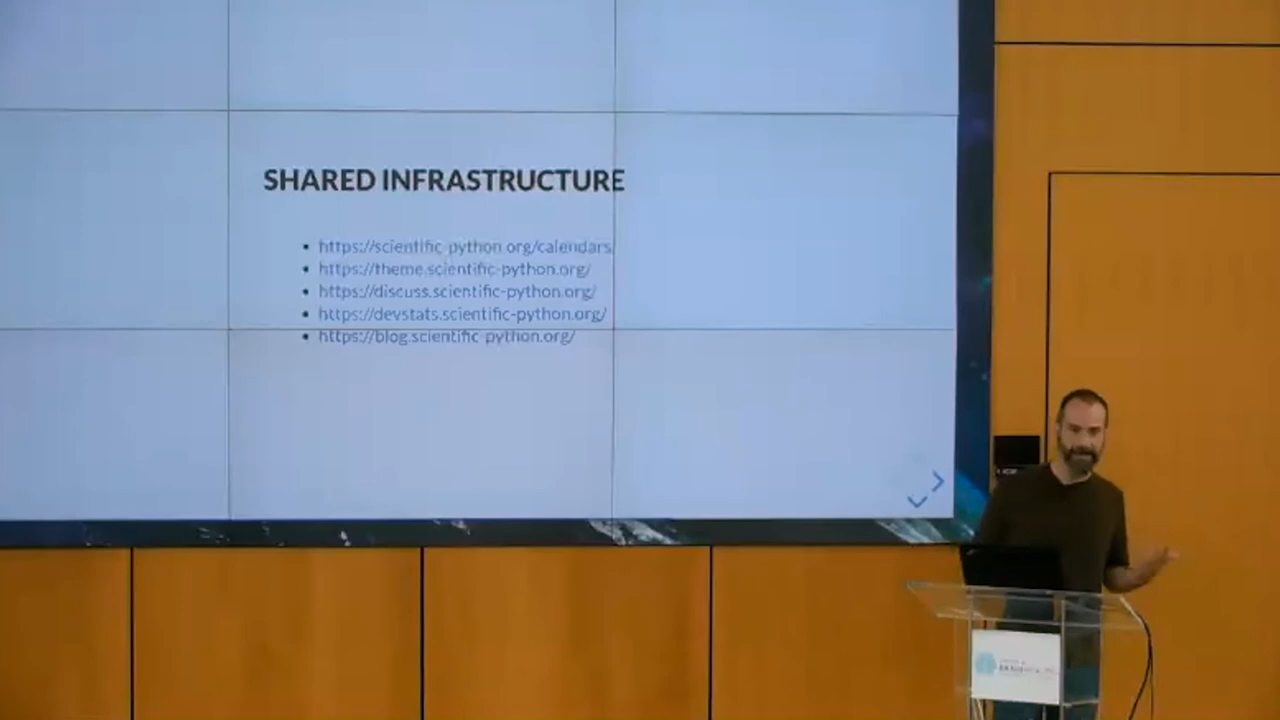 SHARED INFRASTRUCTURE
https://scientific-python.org/calendars
https://theme.scientific-python.org/
https://discuss.scientific-python.org/
https://devstats.scientific-python.org/
https://blog.scientific-python.org/